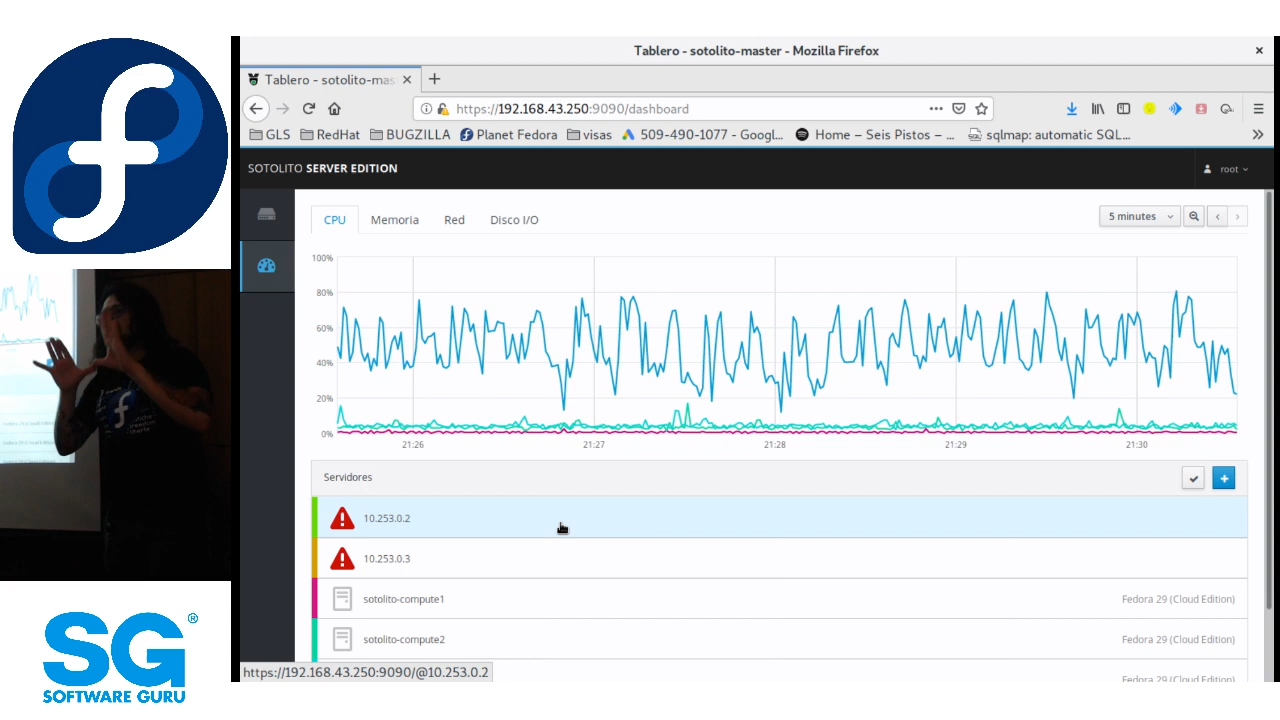 Tablero - sotolito-master - Mozilla Firefox
Tablero - sotolito-mas
https://192.168.43.250:9090/dashboard
GLS RedHat BUGZILLA Planet Fedora visas 509-490-1077 - Googl... Home – Seis Pistos – ... sqlmap: automatic SQL...
SOTOLITO SERVER EDITION
root
CPU Memoria Red Disco I/O
5 minutes
100%
80%
60%
40%
20%
0%
21:26 21:27 21:28 21:29 21:30
Servidores
10.253.0.2
10.253.0.3
sotolito-compute1 Fedora 29 (Cloud Edition)
sotolito-compute2 Fedora 29 (Cloud Edition)
Fedora 29 (Cloud Edition)
https://192.168.43.250:9090/@10.253.0.2
SG®
SOFTWARE GURU